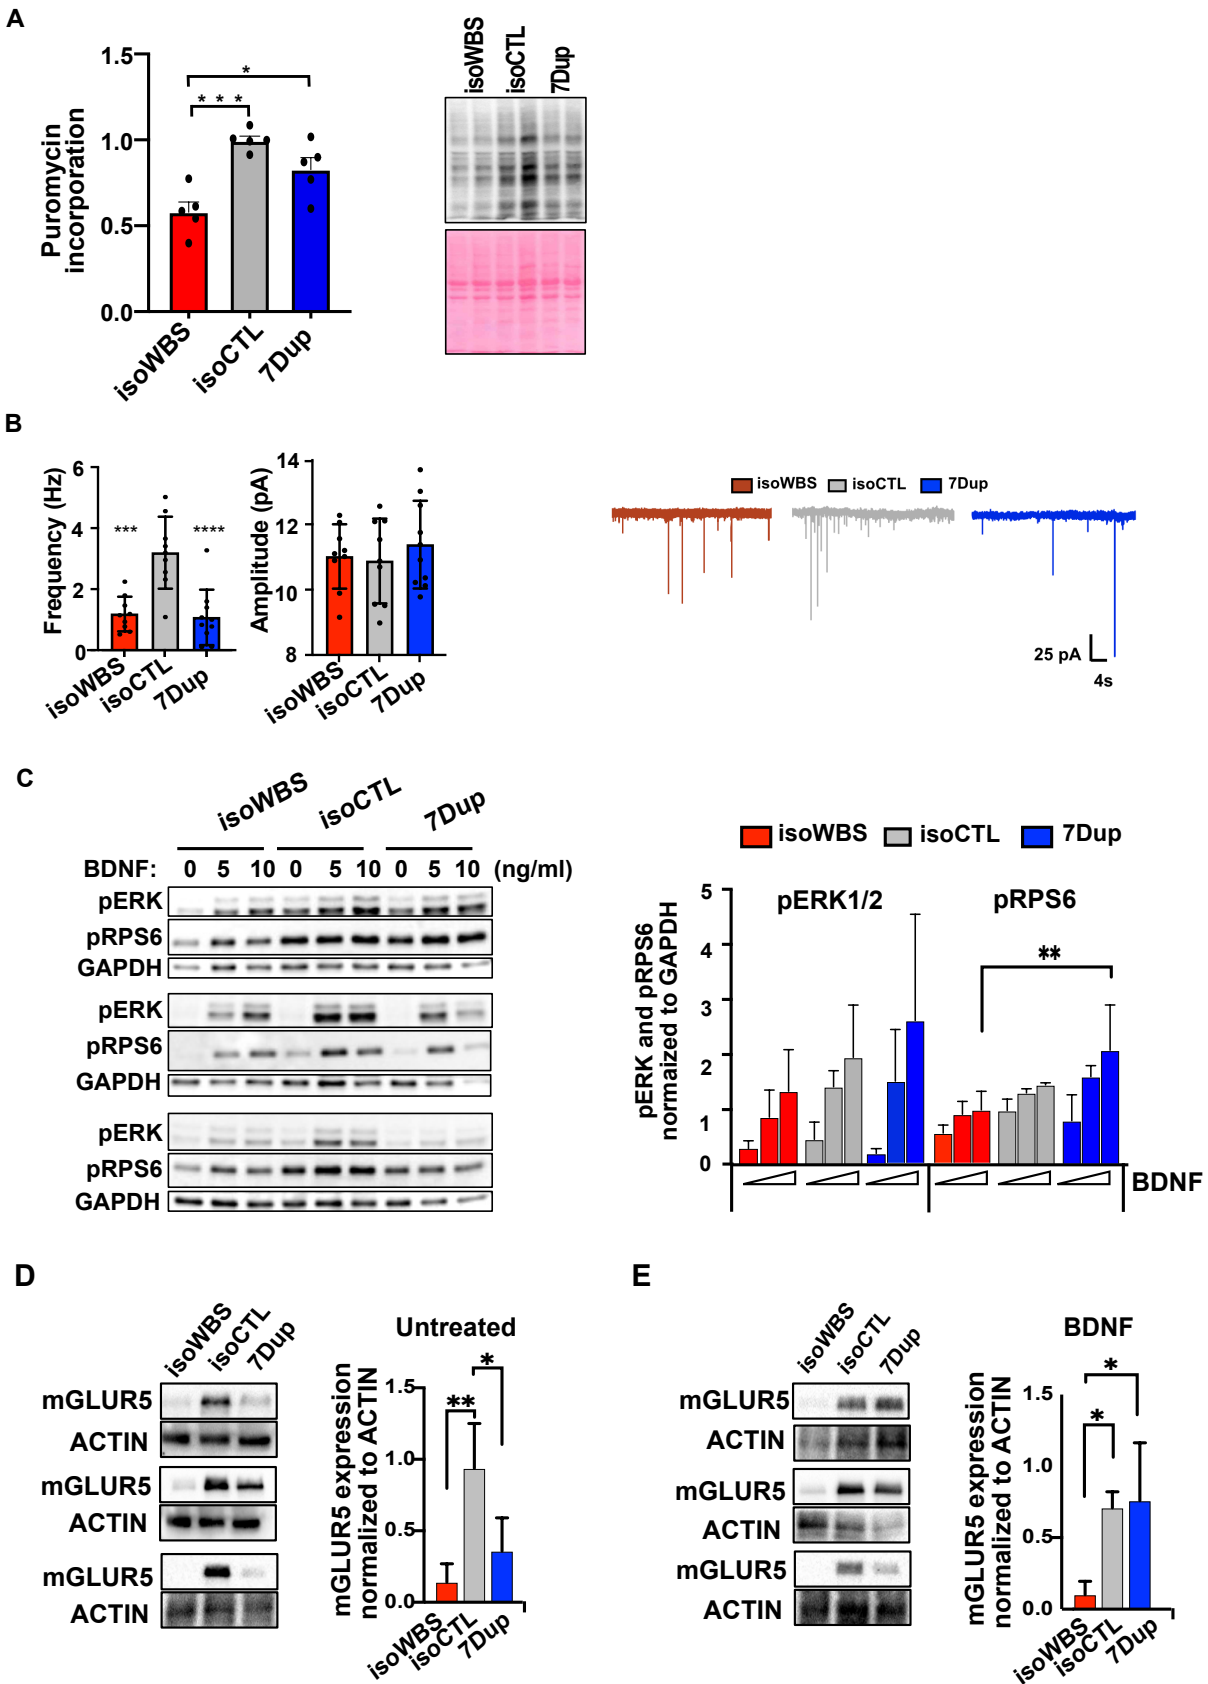 A
1.5
1.0
0.5
0.0
Puromycin
incorporation
*
* * *
isoWBS
isoCTL
7Dup
isoWBS
isoCTL
7Dup
B
6
4
2
0
Frequency (Hz)
***
****
isoWBS
isoCTL
7Dup
14
12
10
8
Amplitude (pA)
isoWBS
isoCTL
7Dup
isoWBS isoCTL 7Dup
25 pA
4s
C
isoWBS
isoCTL
7Dup
BDNF: 0 5 10 0 5 10 0 5 10 (ng/ml)
pERK
pRPS6
GAPDH
pERK
pRPS6
GAPDH
pERK
pRPS6
GAPDH
isoWBS isoCTL 7Dup
pERK and pRPS6
normaized to GAPDH
5
4
3
2
1
0
pERK1/2
pRPS6
**
BDNF
D
isoWBS
isoCTL
7Dup
mGLUR5
ACTIN
mGLUR5
ACTIN
mGLUR5
ACTIN
Untreated
mGLUR5 expression
normalized to ACTIN
1.5
1.0
0.5
0.0
**
*
isoWBS
isoCTL
7Dup
E
isoWBS
isoCTL
7Dup
mGLUR5
ACTIN
mGLUR5
ACTIN
mGLUR5
ACTIN
BDNF
mGLUR5 expression
normalized to ACTIN
1.5
1.0
0.5
0.0
*
*
isoWBS
isoCTL
7Dup